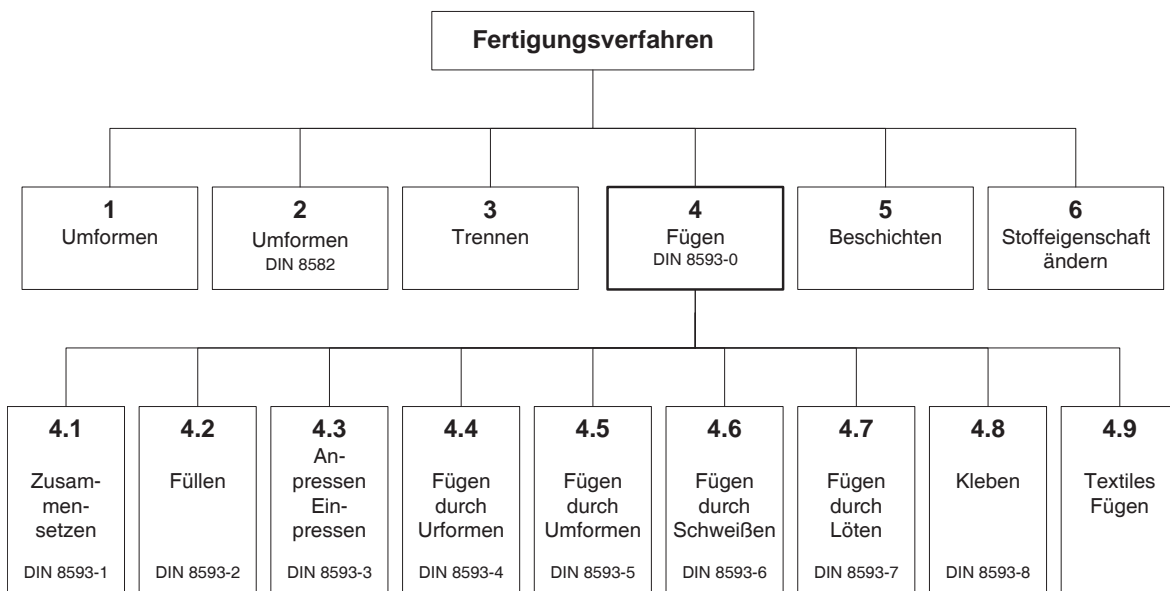 Fertigungsverfahren
1
Umformen
2
Umformen
DIN 8582
3
Trennen
4
Fügen
DIN 8593-0
5
Beschichten
6
Stoffeigenschaft
ändern
4.1
Zusam-
men-
setzen
DIN 8593-1
4.2
Füllen
DIN 8593-2
4.3
An-
pressen
Ein-
pressen
DIN 8593-3
4.4
Fügen
durch
Urformen
DIN 8593-4
4.5
Fügen
durch
Umformen
DIN 8593-5
4.6
Fügen
durch
Schweißen
DIN 8593-6
4.7
Fügen
durch
Löten
DIN 8593-7
4.8
Kleben
DIN 8593-8
4.9
Textiles
Fügen